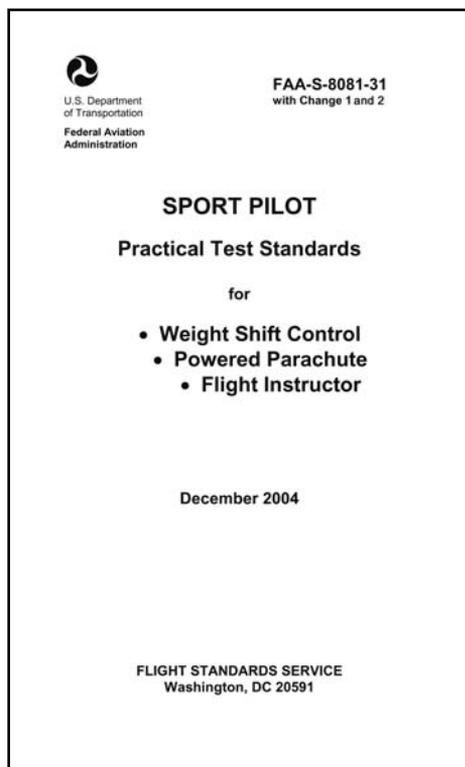 U.S. Department
of Transportation
Federal Aviation
Administration
FAA-S-8081-31
with Change 1 and 2
SPORT PILOT
Practical Test Standards
for
• Weight Shift Control
• Powered Parachute
• Flight Instructor
December 2004
FLIGHT STANDARDS SERVICE
Washington, DC 20591